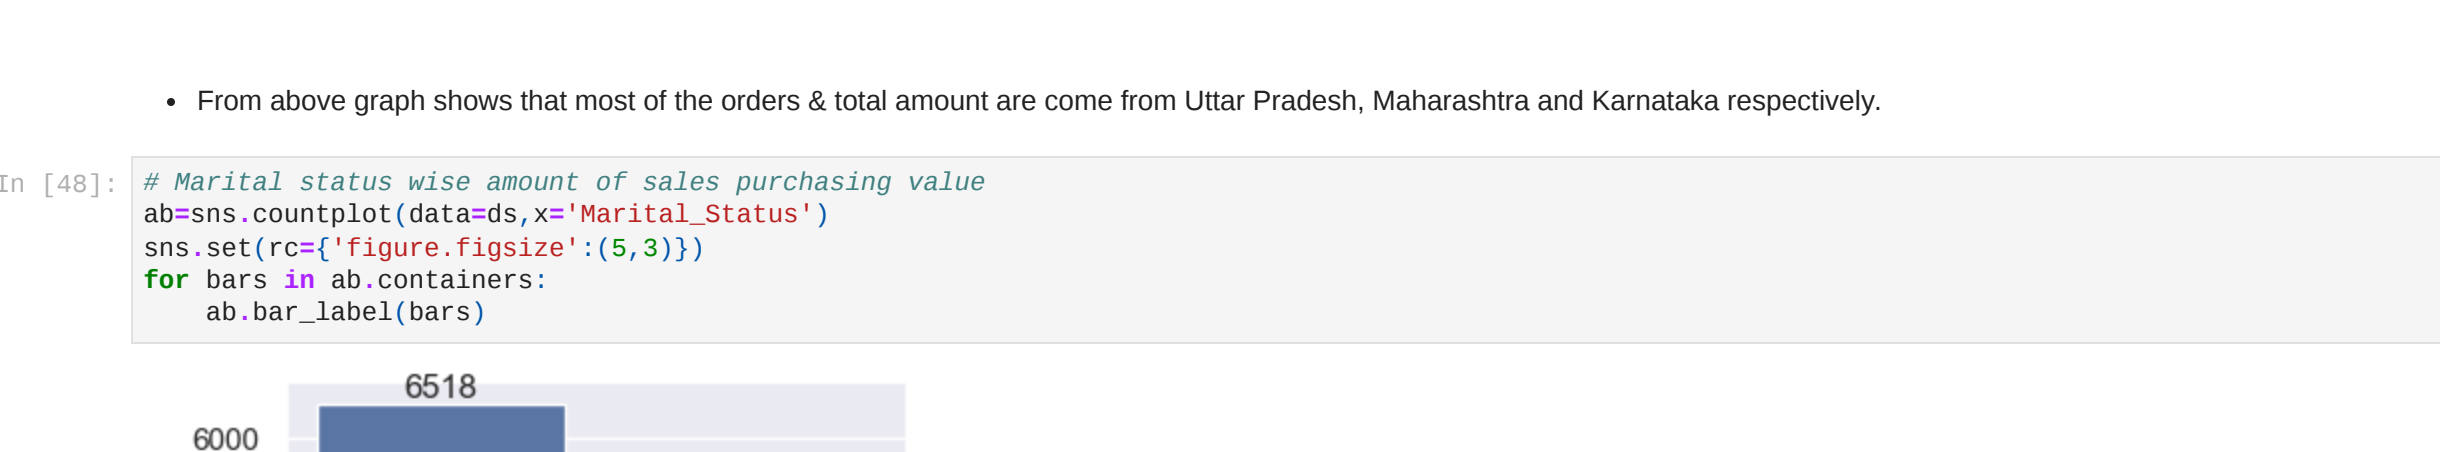 • From above graph shows that most of the orders & total amount are come from Uttar Pradesh, Maharashtra and Karnataka respectively.
In [48]:
# Marital status wise amount of sales purchasing value
ab=sns.countplot(data=ds,x='Marital_Status')
sns.set(rc={'figure.figsize':(5,3)})
for bars in ab.containers:
    ab.bar_label(bars)
6518
6000